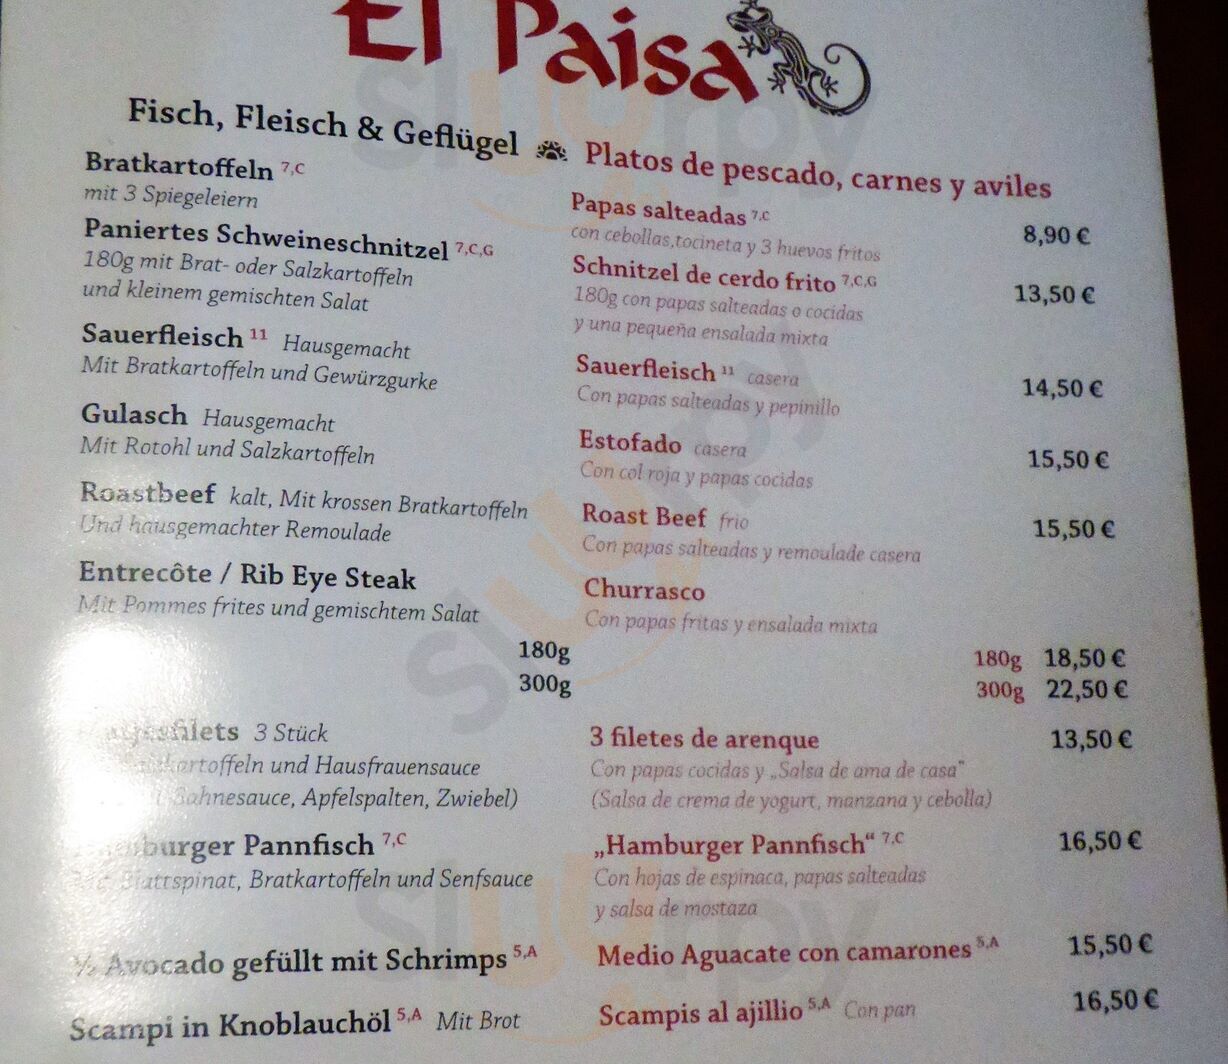 El Paisa
Fisch, Fleisch & Geflügel
Platos de pescado, carnes y aviles
Bratkartoffeln 7,C
mit 3 Spiegeleiern
Papas salteadas 7,C
8,90 €
con cebollas,tocineta y 3 huevos fritos
Paniertes Schweineschnitzel 7,C,G
180g mit Brat- oder Salzkartoffeln
und kleinem gemischten Salat
Schnitzel de cerdo frito 7,C,G
13,50 €
180g con papas salteadas o cocidas
y una pequeña ensalada mixta
Sauerfleisch 11 Hausgemacht
Mit Bratkartoffeln und Gewürzgurke
Sauerfleisch 11 casera
14,50 €
Con papas salteadas y pepinillo
Gulasch Hausgemacht
Mit Rotohl und Salzkartoffeln
Estofado casera
15,50 €
Con col roja y papas cocidas
Roastbeef kalt, Mit krossen Bratkartoffeln
Und hausgemachter Remoulade
Roast Beef frio
15,50 €
Con papas salteadas y remoulade casera
Entrecôte / Rib Eye Steak
Mit Pommes frites und gemischtem Salat
Churrasco
Con papas fritas y ensalada mixta
180g
180g 18,50 €
300g
300g 22,50 €
3 Stück
und Hausfrauensauce
Sahnesauce, Apfelspalten, Zwiebel)
3 filetes de arenque
13,50 €
Con papas cocidas y „Salsa de ama de casa"
(Salsa de crema de yogurt, manzana y cebolla)
Pannfisch 7,C
Blattspinat, Bratkartoffeln und Senfsauce
„Hamburger Pannfisch“ 7,C
16,50 €
Con hojas de espinaca, papas salteadas
y salsa de mostaza
½ Avocado gefüllt mit Schrimps 5,A
Medio Aguacate con camarones 5,A
15,50 €
Scampi in Knoblauchöl 5,A Mit Brot
Scampis al ajillio 5,A Con pan
16,50 €
slurpy
slurpy
slurpy